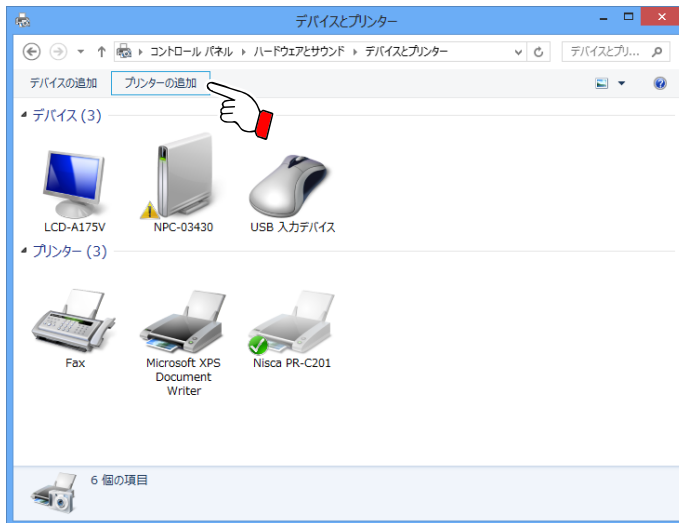 デバイスとプリンター
コントロール パネル ▸ ハードウェアとサウンド ▸ デバイスとプリンター
デバイスとプリ...
デバイスの追加 プリンターの追加
デバイス (3)
LCD-A175V NPC-03430 USB 入力デバイス
プリンター (3)
Fax Microsoft XPS Nisca PR-C201
Document
Writer
6 個の項目